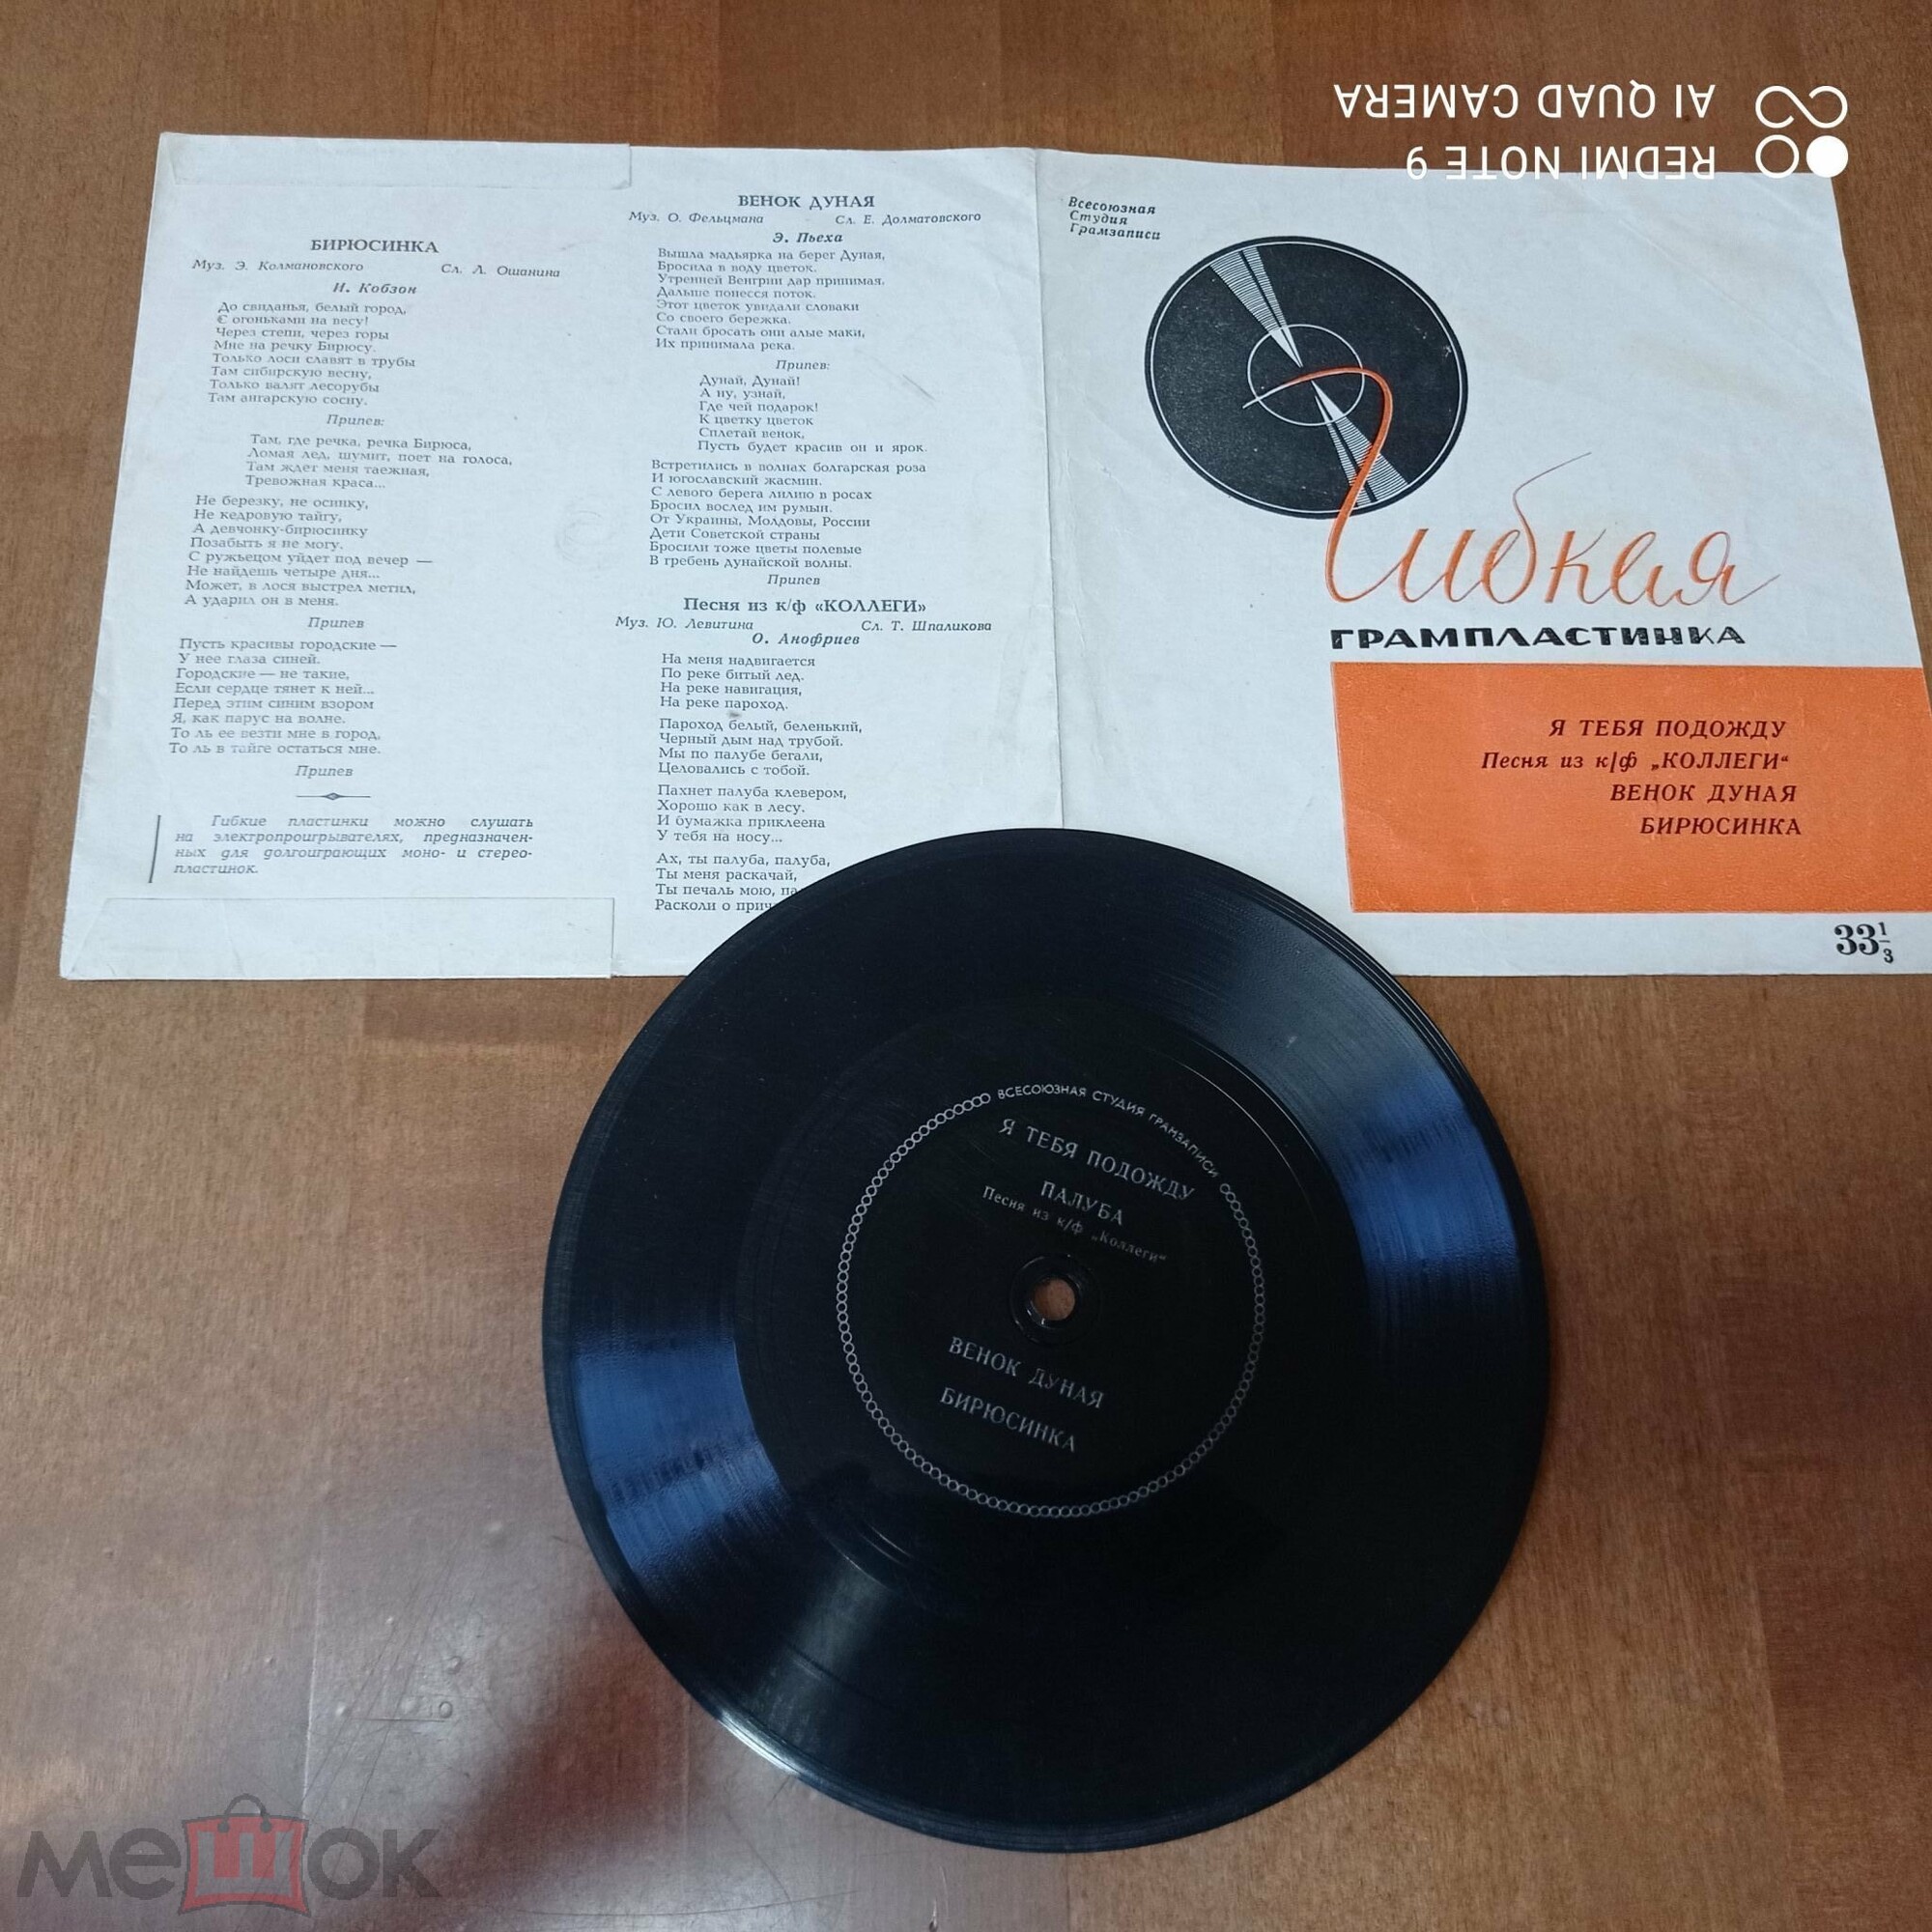 REDMI NOTE 9
AI QUAD CAMERA
БИРЮСИНКА
Муз. Э. Колмановского Сл. Л. Ошанина
И. Кобзон
До свиданья, белый город,
С огоньками на весу!
Через степи, через горы
Мне на речку Бирюсу.
Только лоси славят в трубы
Там сибирскую весну,
Только валят лесорубы
Там ангарскую сосну.
Припев:
Там, где речка, речка Бирюса,
Ломая лед, шумит, поет на голоса,
Там ждет меня таежная,
Тревожная краса...
Не березку, не осинку,
Не кедровую тайгу,
А девчонку-бирюсинку
Позабыть я не могу.
С ружьецом уйдет под вечер —
Не найдешь четыре дня...
Может, в лося выстрел метил,
А ударил он в меня.
Припев
Пусть красивы городские —
У нее глаза синей.
Городские — не такие,
Если сердце тянет к ней...
Перед этим синим взором
Я, как парус на волне.
То ль ее везти мне в город,
То ль в тайге остаться мне.
Припев
Гибкие пластинки можно слушать
на электропроигрывателях, предназначен-
ных для долгоиграющих моно- и стерео-
пластинок.
ВЕНОК ДУНАЯ
Муз. О. Фельцмана Сл. Е. Долматовского
Э. Пьеха
Вышла мадьярка на берег Дуная,
Бросила в воду цветок.
Утренней Венгрии дар принимая,
Дальше понесся поток.
Этот цветок увидали словаки
Со своего бережка.
Стали бросать они алые маки,
Их принимала река.
Припев:
Дунай, Дунай!
А ну, узнай,
Где чей подарок!
К цветку цветок
Сплетай венок,
Пусть будет красив он и ярок.
Встретились в волнах болгарская роза
И югославский жасмин.
С левого берега лилию в росах
Бросил вослед им румын.
От Украины, Молдовы, России
Дети Советской страны
Бросили тоже цветы полевые
В гребень дунайской волны.
Припев
Песня из к/ф «КОЛЛЕГИ»
Муз. Ю. Левитина Сл. Т. Шпаликова
О. Анофриев
На меня надвигается
По реке битый лед.
На реке навигация,
На реке пароход.
Пароход белый, беленький,
Черный дым над трубой.
Мы по палубе бегали,
Целовались с тобой.
Пахнет палуба клевером,
Хорошо как в лесу.
И бумажка приклеена
У тебя на носу...
Ах, ты палуба, палуба,
Ты меня раскачай,
Ты печаль мою, па
Расколи о прич
Всесоюзная
Студия
Грамзаписи
Гибкая
ГРАМПЛАСТИНКА
Я ТЕБЯ ПОДОЖДУ
Песня из к/ф „КОЛЛЕГИ“
ВЕНОК ДУНАЯ
БИРЮСИНКА
33 1/3
ВСЕСОЮЗНАЯ СТУДИЯ ГРАМЗАПИСИ
Я ТЕБЯ ПОДОЖДУ
ПАЛУБА
Песня из к/ф „Коллеги“
ВЕНОК ДУНАЯ
БИРЮСИНКА
мешок